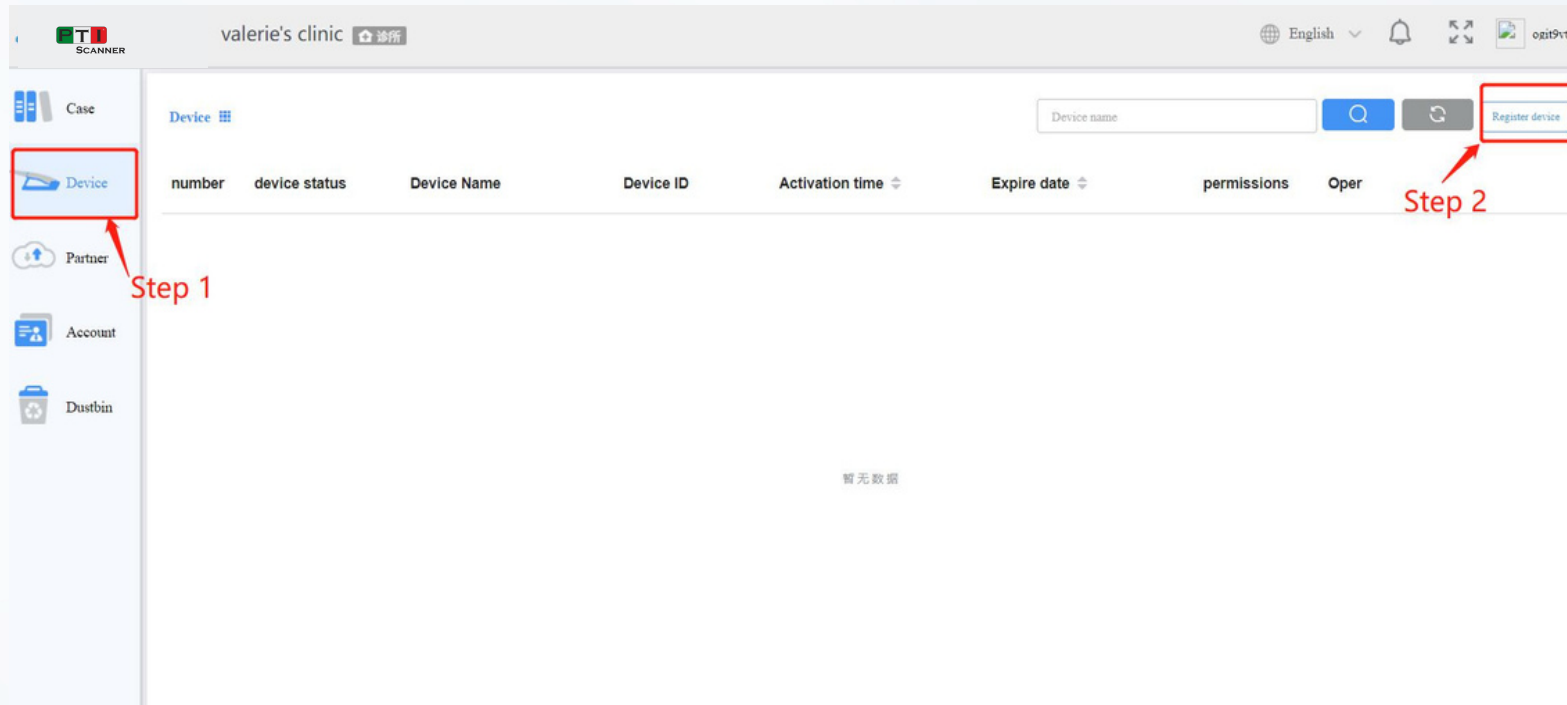 PTI
SCANNER
valerie's clinic 诊所
English
ogit9vt
Case
Device
Partner
Account
Dustbin
Device
Device name
Register device
number device status Device Name Device ID Activation time Expire date permissions Oper
Step 1
Step 2
暂无数据